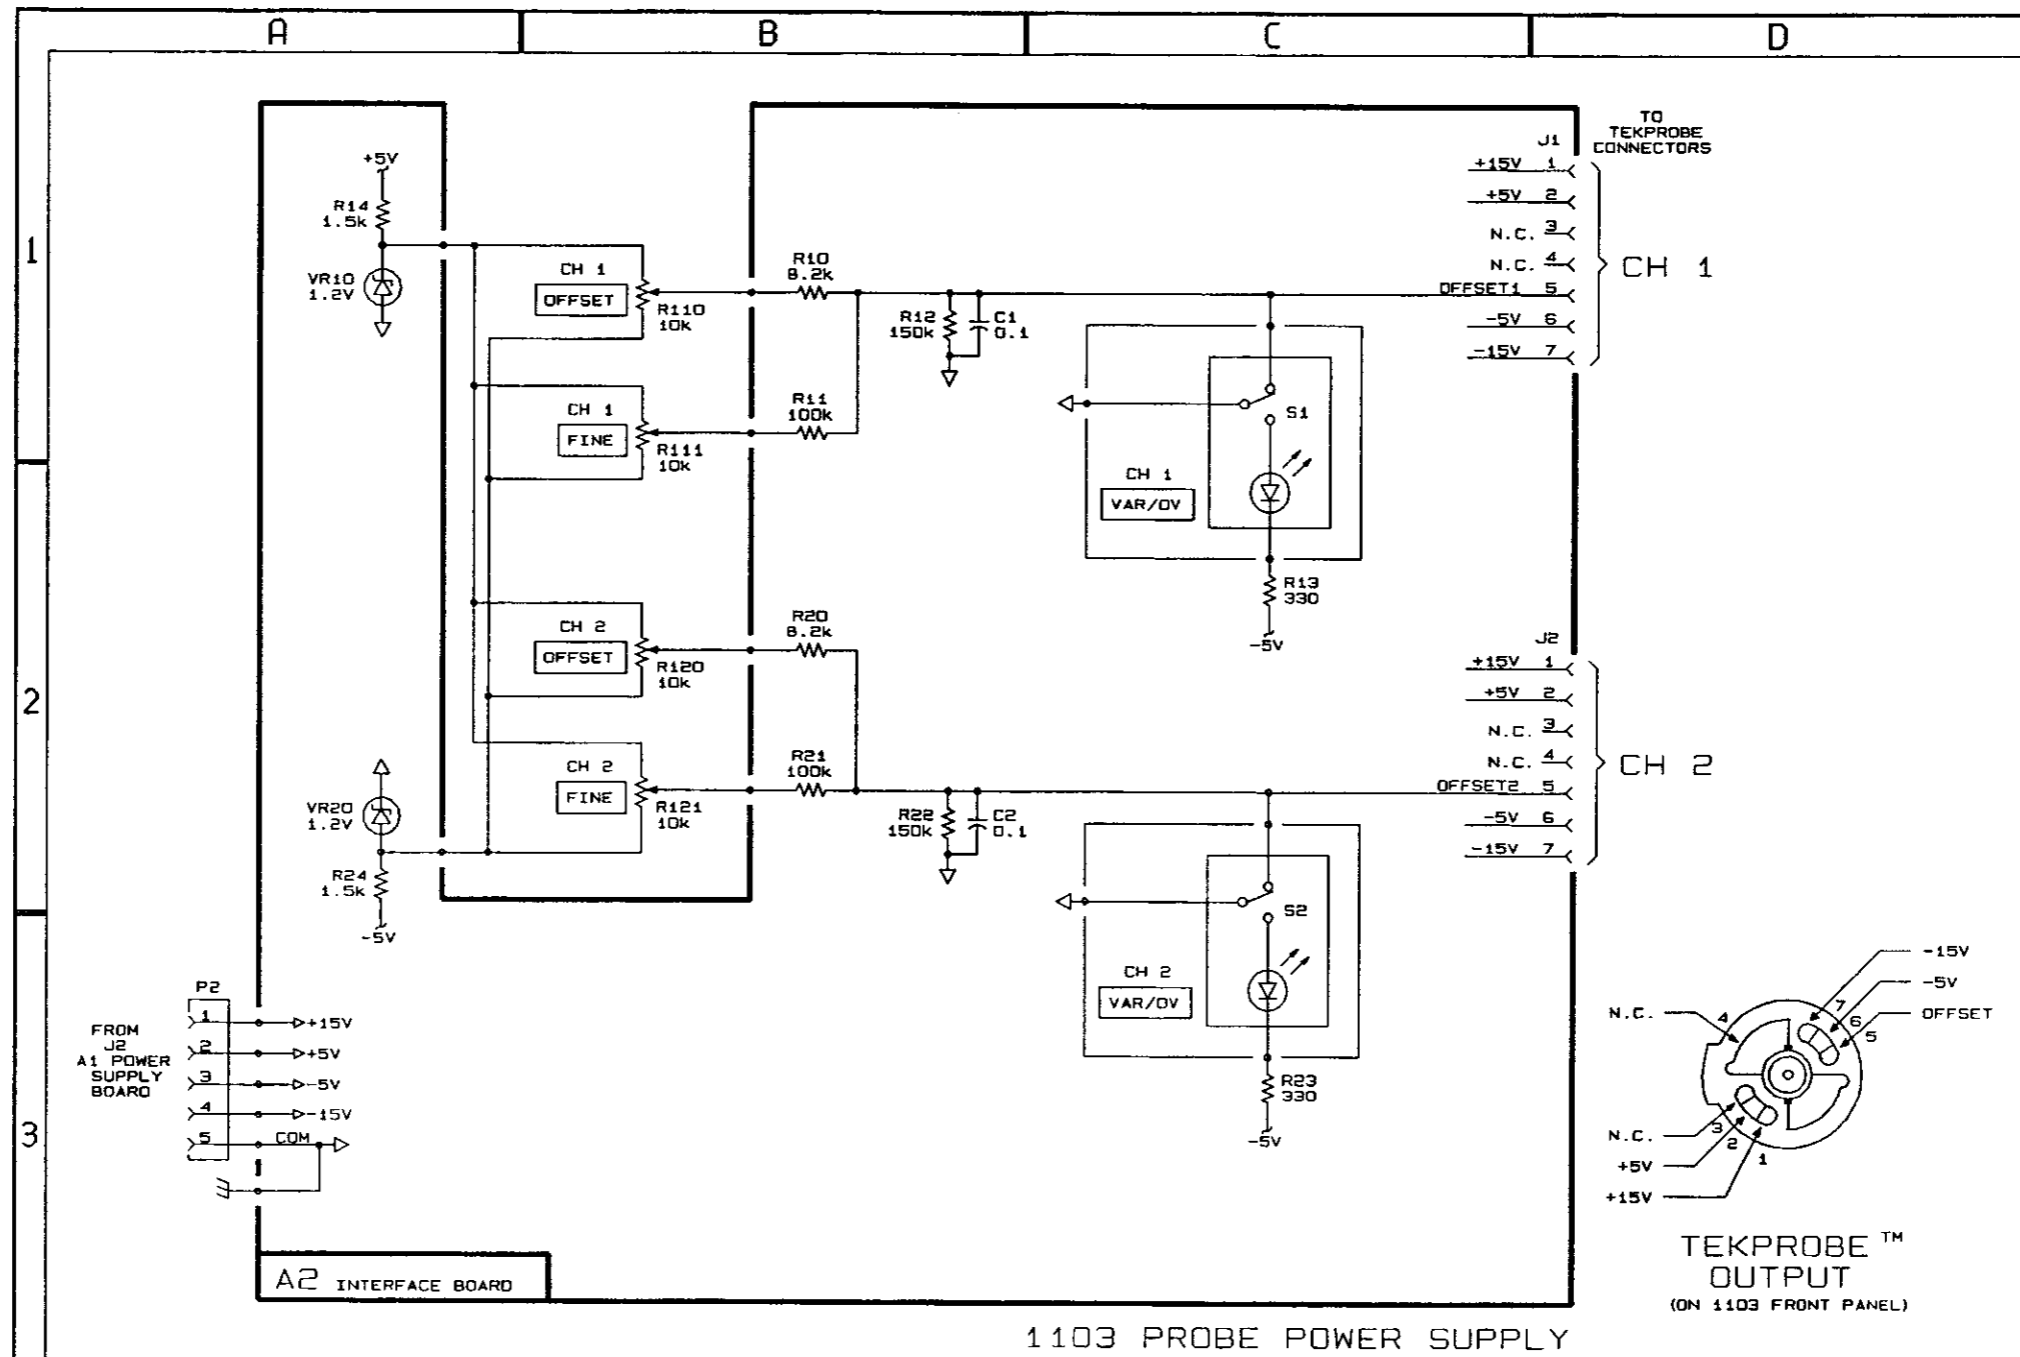 A B C D
1
2
3
+5V
R14
1.5k
VR10
1.2V
CH 1
OFFSET
R110
10k
R10
8.2k
CH 1
FINE
R111
10k
R11
100k
R12
150k
C1
0.1
S1
CH 1
VAR/0V
R13
330
-5V
TO
TEKPROBE
CONNECTORS
J1
+15V 1
+5V 2
N.C. 3
N.C. 4
OFFSET1 5
-5V 6
-15V 7
CH 1
CH 2
OFFSET
R120
10k
R20
8.2k
CH 2
FINE
R121
10k
R21
100k
VR20
1.2V
R24
1.5k
-5V
R22
150k
C2
0.1
S2
CH 2
VAR/0V
R23
330
-5V
J2
+15V 1
+5V 2
N.C. 3
N.C. 4
OFFSET2 5
-5V 6
-15V 7
CH 2
P2
FROM
J2
A1 POWER
SUPPLY
BOARD
1 +15V
2 +5V
3 -5V
4 -15V
5 COM
-15V
-5V
OFFSET
N.C.
4
7
6
5
N.C.
+5V
+15V
3
2
1
TEKPROBE ™
OUTPUT
(ON 1103 FRONT PANEL)
A2 INTERFACE BOARD
1103 PROBE POWER SUPPLY